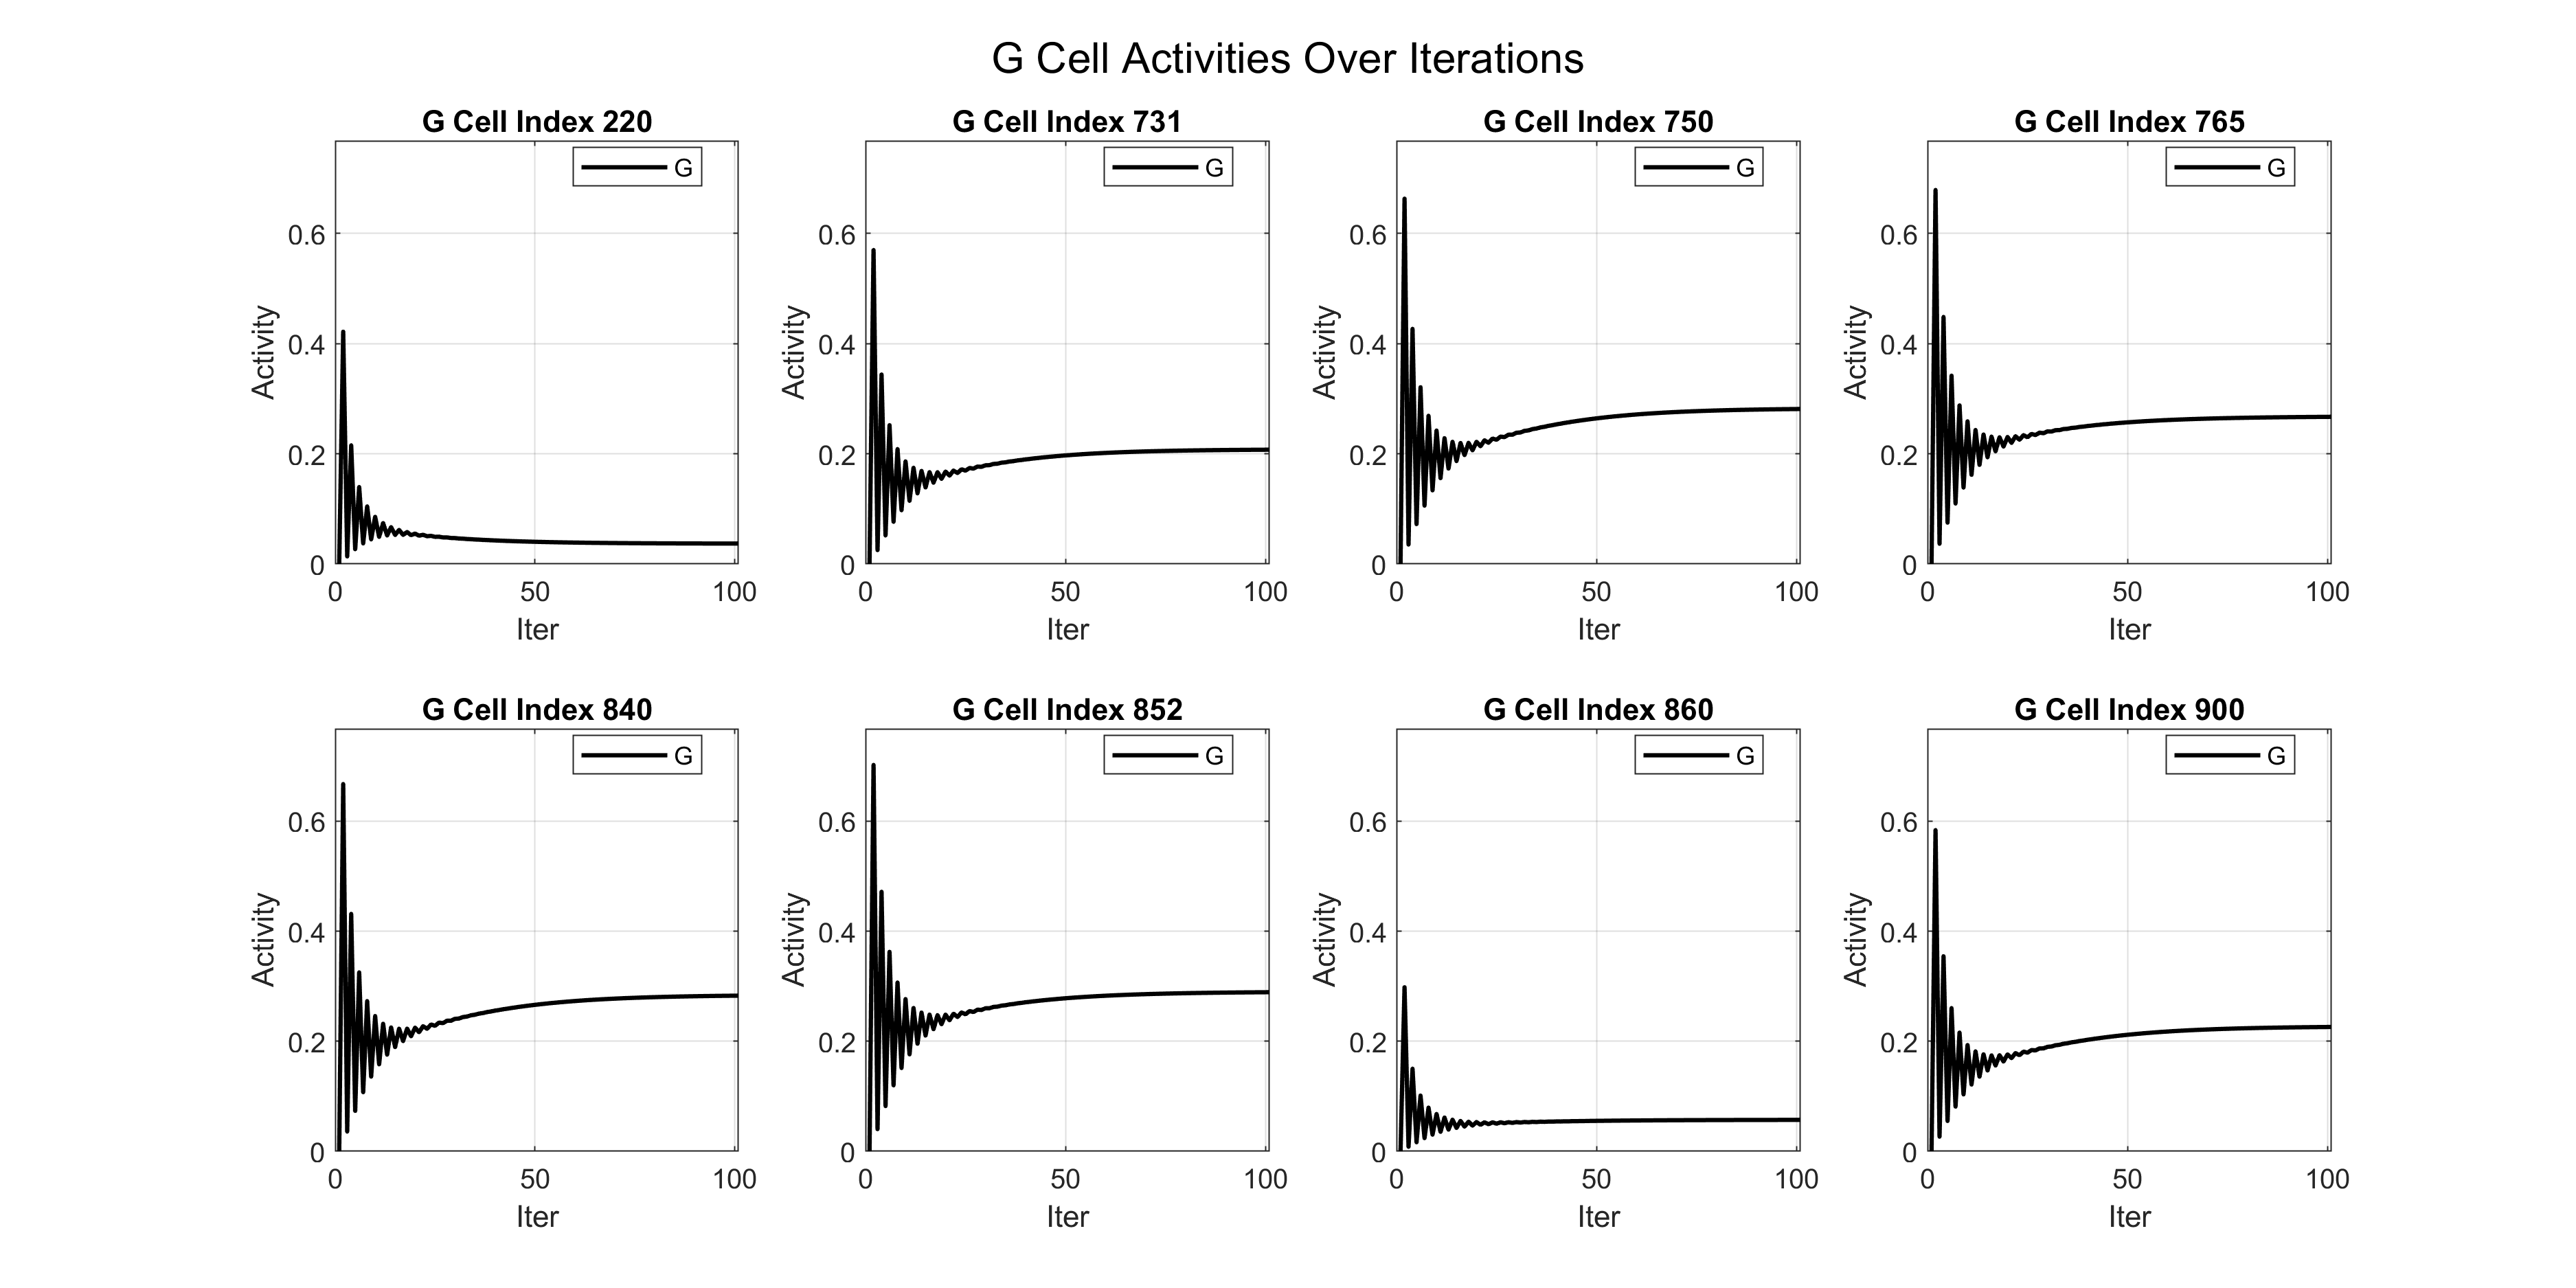 G Cell Activities Over Iterations
G Cell Index 220
G
0.6
0.4
0.2
0
Activity
0 50 100
Iter
G Cell Index 731
G
0.6
0.4
0.2
0
Activity
0 50 100
Iter
G Cell Index 750
G
0.6
0.4
0.2
0
Activity
0 50 100
Iter
G Cell Index 765
G
0.6
0.4
0.2
0
Activity
0 50 100
Iter
G Cell Index 840
G
0.6
0.4
0.2
0
Activity
0 50 100
Iter
G Cell Index 852
G
0.6
0.4
0.2
0
Activity
0 50 100
Iter
G Cell Index 860
G
0.6
0.4
0.2
0
Activity
0 50 100
Iter
G Cell Index 900
G
0.6
0.4
0.2
0
Activity
0 50 100
Iter